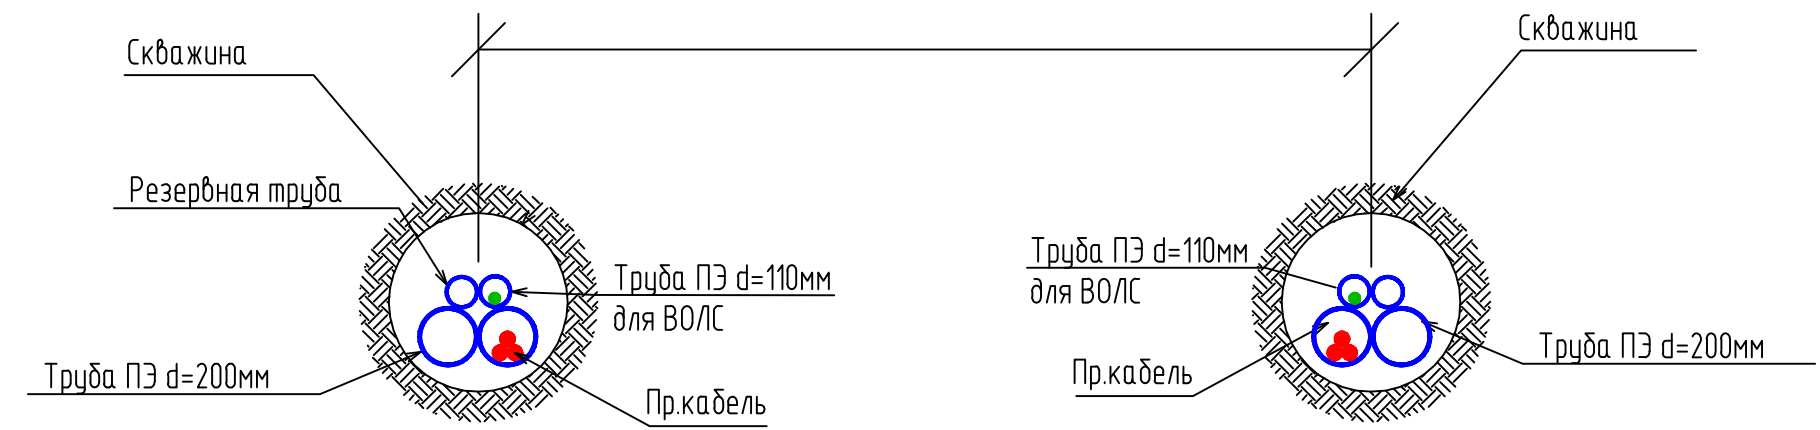 Скважина
Резервная труба
Труба ПЭ d=110мм
для ВОЛС
Труба ПЭ d=200мм
Пр.кабель
Скважина
Труба ПЭ d=110мм
для ВОЛС
Труба ПЭ d=200мм
Пр.кабель